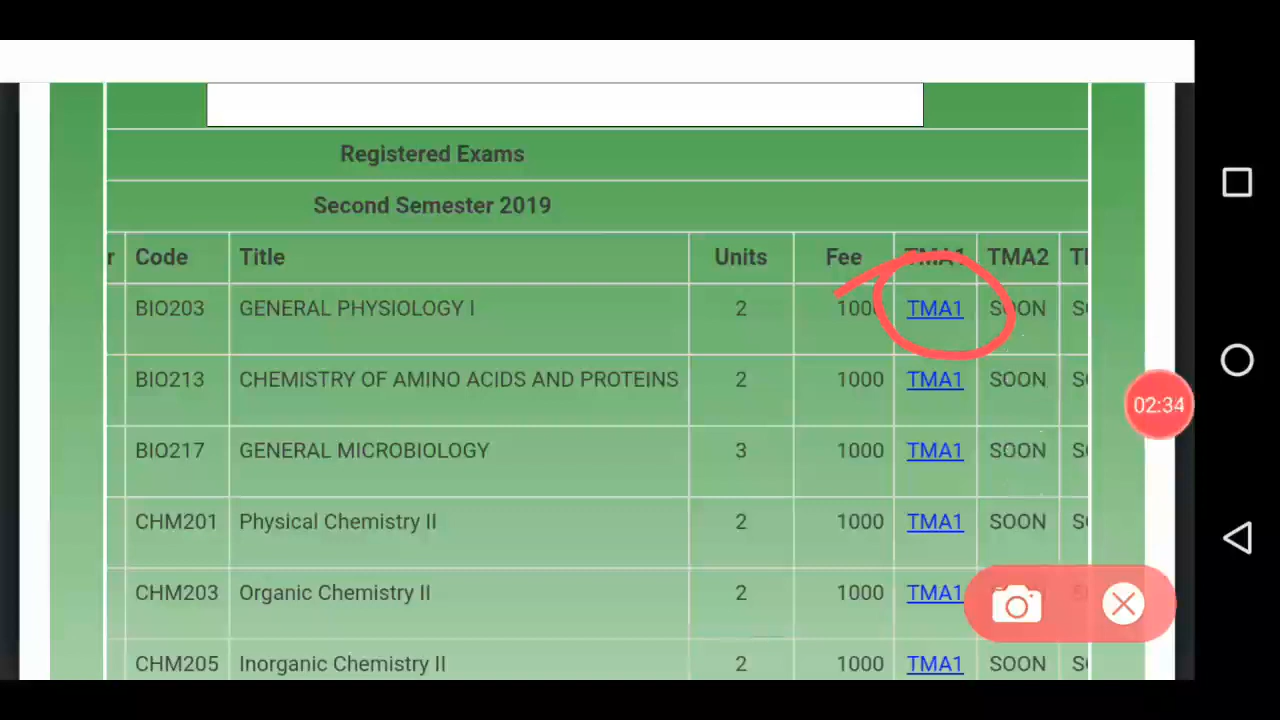 Registered Exams
Second Semester 2019
r Code Title Units Fee TMA1 TMA2
BIO203 GENERAL PHYSIOLOGY I 2 1000 TMA1 SOON
BIO213 CHEMISTRY OF AMINO ACIDS AND PROTEINS 2 1000 TMA1 SOON
BIO217 GENERAL MICROBIOLOGY 3 1000 TMA1 SOON
CHM201 Physical Chemistry II 2 1000 TMA1 SOON
CHM203 Organic Chemistry II 2 1000 TMA1
CHM205 Inorganic Chemistry II 2 1000 TMA1 SOON
02:34